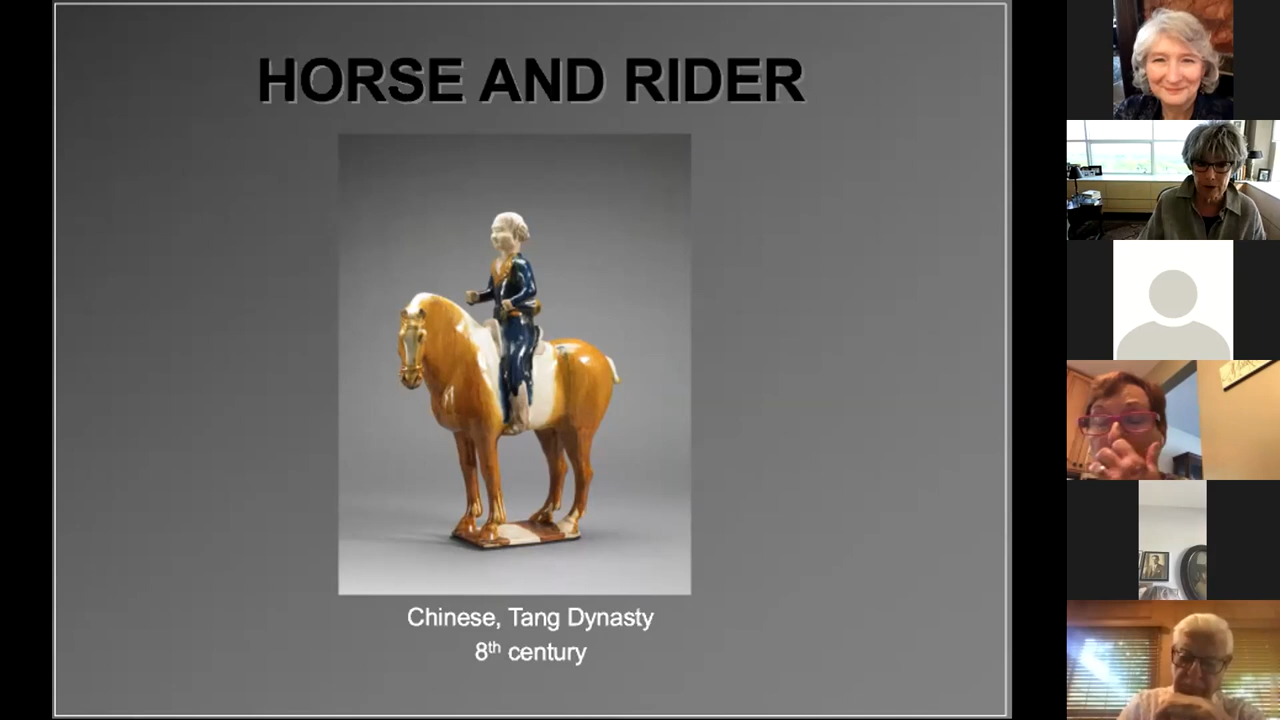 HORSE AND RIDER
Chinese, Tang Dynasty
8th century